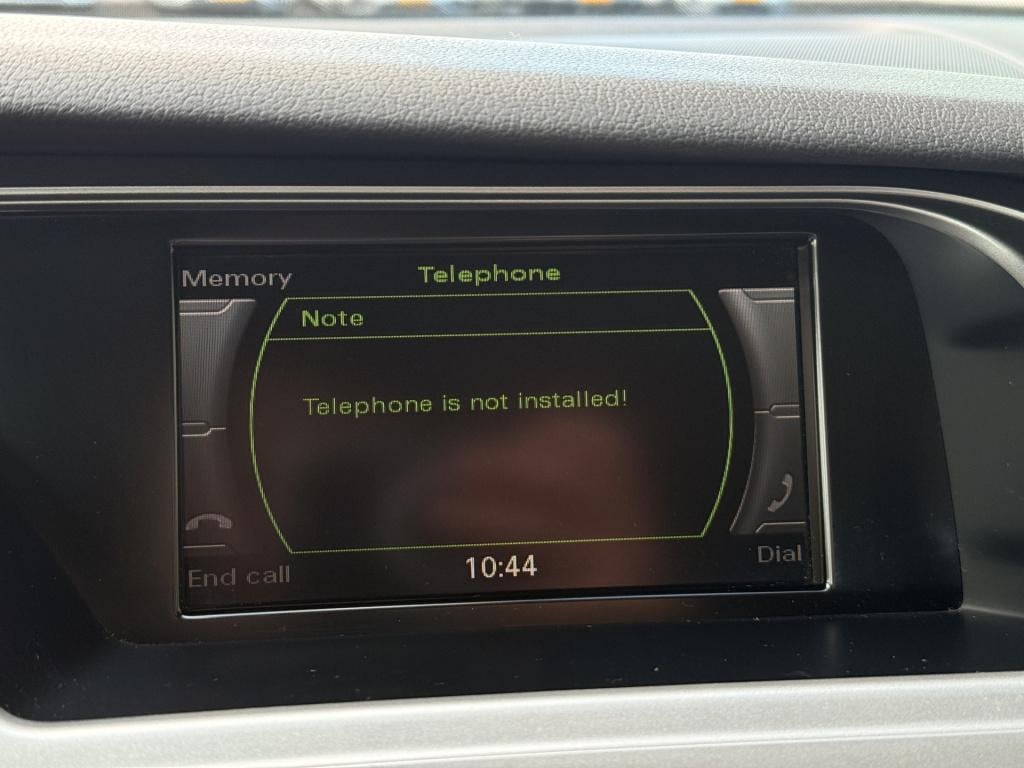 Memory
Telephone
Note
Telephone is not installed!
10:44
End call
Dial